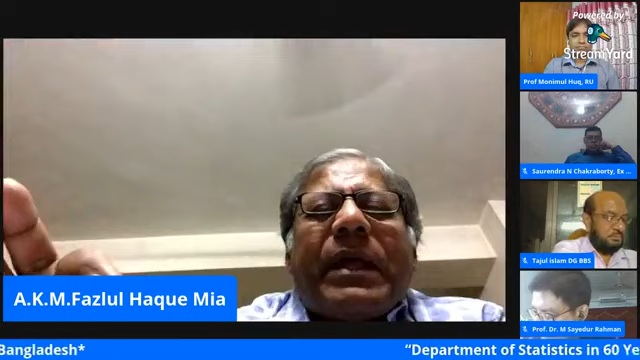 Powered by
StreamYard
Prof Monimul Huq, RU
Saurendra N Chakraborty, Ex ...
Tajul islam DG BBS
A.K.M.Fazlul Haque Mia
Prof. Dr. M Sayedur Rahman
Bangladesh* “Department of Statistics in 60 Ye